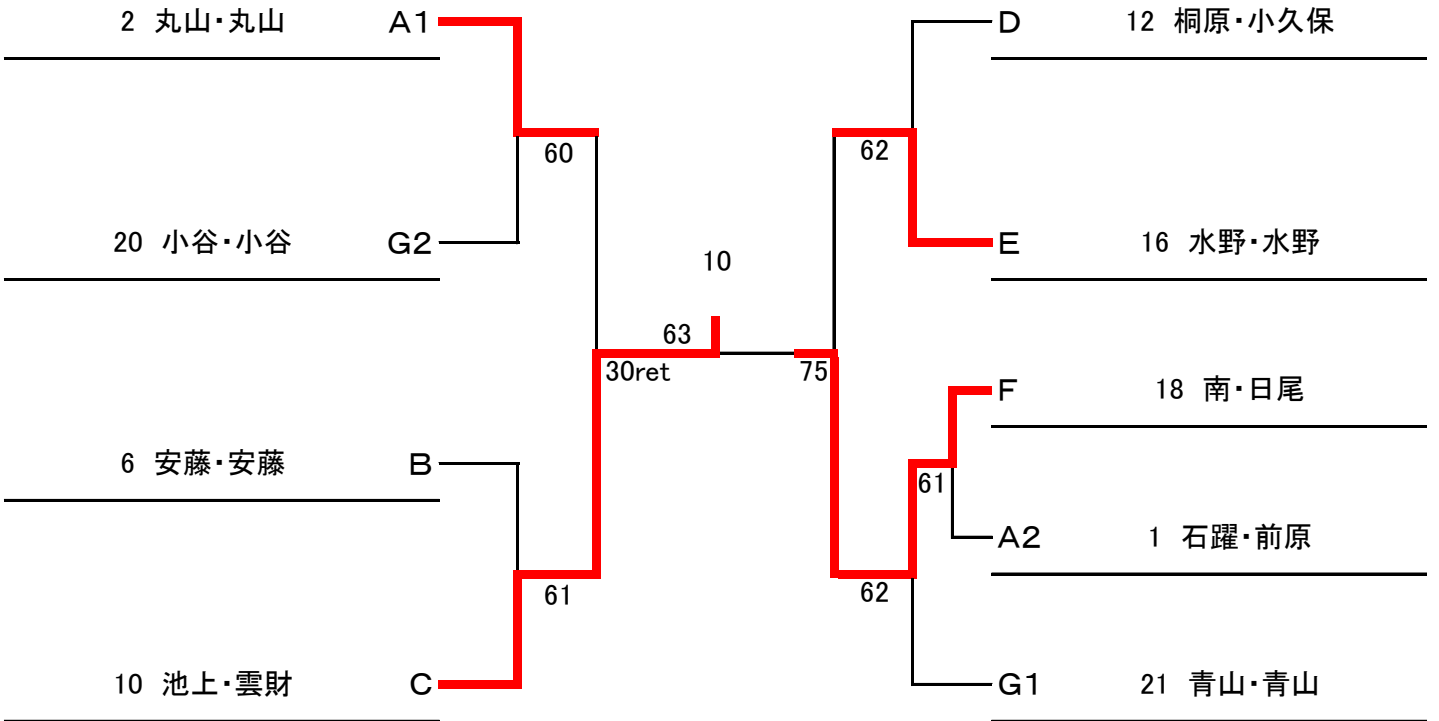 2 丸山・丸山 A1
D 12 桐原・小久保
60
62
20 小谷・小谷 G2
E 16 水野・水野
10
63
30ret
75
F 18 南・日尾
6 安藤・安藤 B
61
A2 1 石躍・前原
61
62
10 池上・雲財 C
G1 21 青山・青山